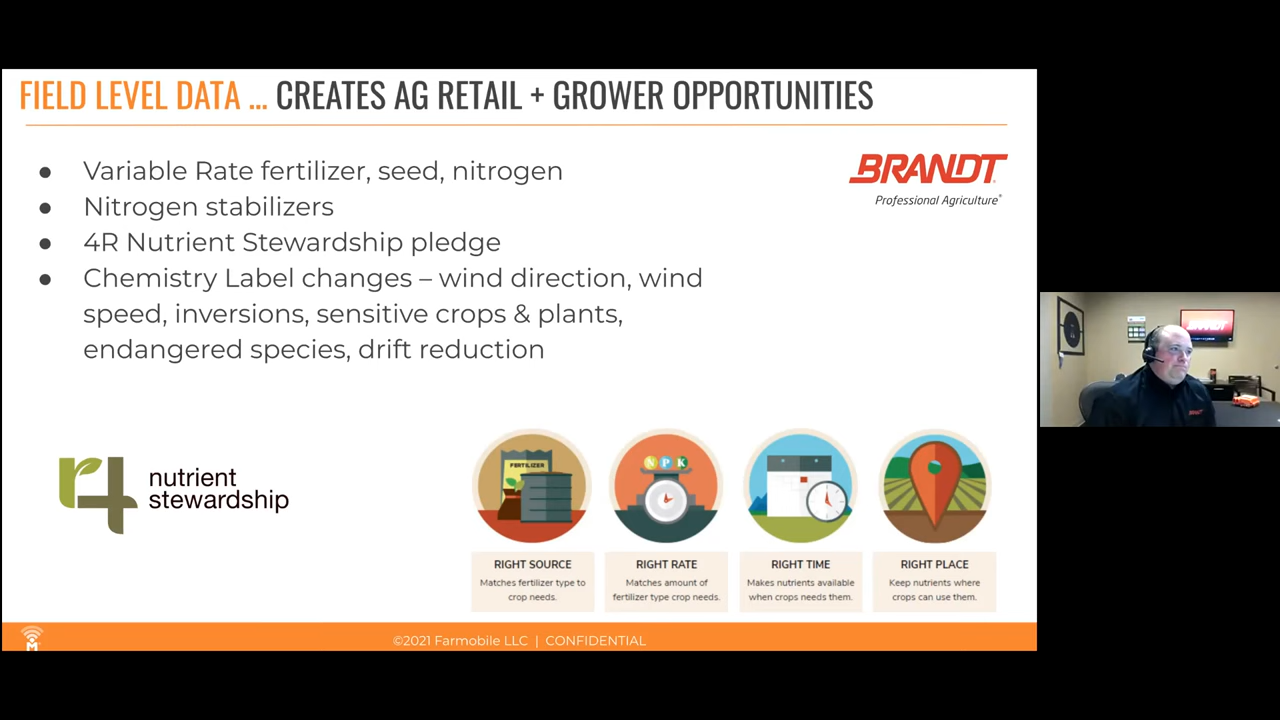 FIELD LEVEL DATA ... CREATES AG RETAIL + GROWER OPPORTUNITIES
BRANDT
Professional Agriculture®
● Variable Rate fertilizer, seed, nitrogen
● Nitrogen stabilizers
● 4R Nutrient Stewardship pledge
● Chemistry Label changes – wind direction, wind
speed, inversions, sensitive crops & plants,
endangered species, drift reduction
BRANDT
r4 nutrient
stewardship
FERTILIZER
N P K
RIGHT SOURCE
Matches fertilizer type to
crop needs.
RIGHT RATE
Matches amount of
fertilizer type crop needs.
RIGHT TIME
Makes nutrients available
when crops needs them.
RIGHT PLACE
Keep nutrients where
crops can use them.
M
©2021 Farmobile LLC | CONFIDENTIAL